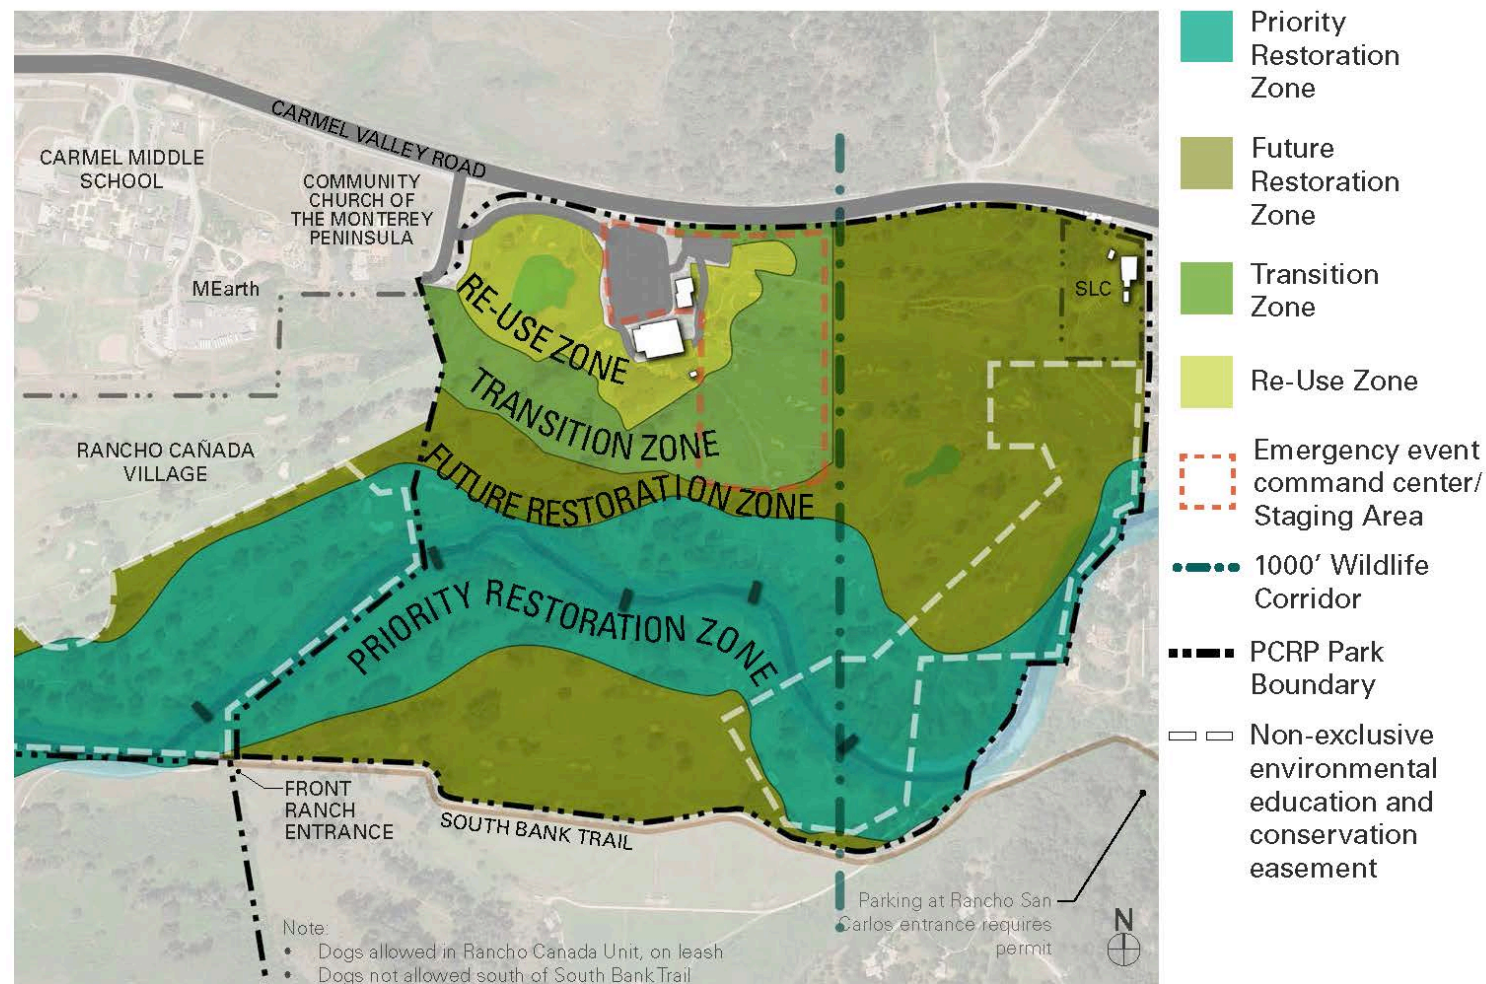 CARMEL VALLEY ROAD
CARMEL MIDDLE
SCHOOL
COMMUNITY
CHURCH OF
THE MONTEREY
PENINSULA
MEarth
RANCHO CAÑADA
VILLAGE
SLC
RE-USE ZONE
TRANSITION ZONE
FUTURE RESTORATION ZONE
PRIORITY RESTORATION ZONE
FRONT
RANCH
ENTRANCE
SOUTH BANK TRAIL
Parking at Rancho San
Carlos entrance requires
permit
N
Note:
• Dogs allowed in Rancho Canada Unit, on leash
• Dogs not allowed south of South Bank Trail
Priority
Restoration
Zone
Future
Restoration
Zone
Transition
Zone
Re-Use Zone
Emergency event
command center/
Staging Area
1000’ Wildlife
Corridor
PCRP Park
Boundary
Non-exclusive
environmental
education and
conservation
easement